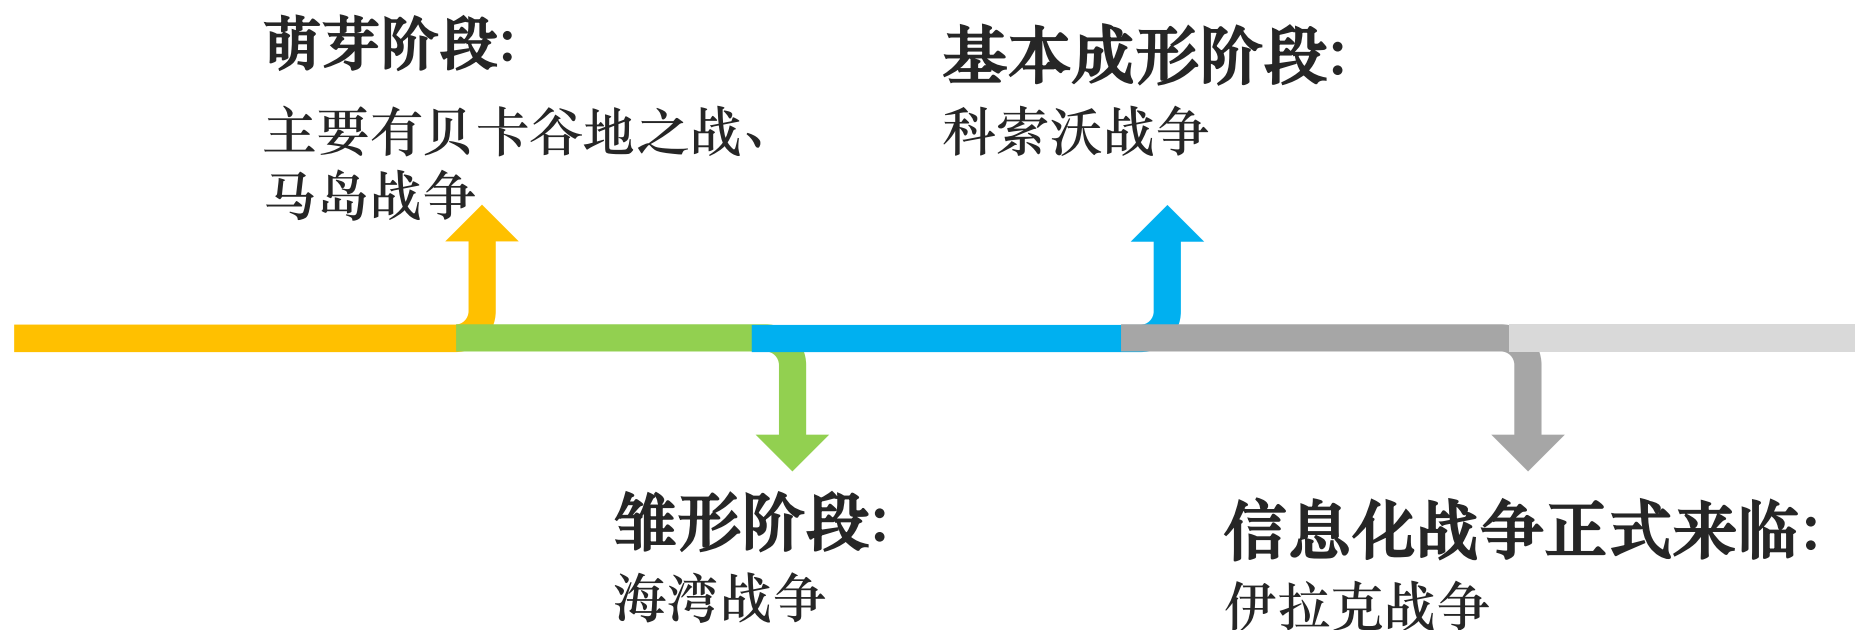 萌芽阶段:
主要有贝卡谷地之战、
马岛战争
基本成形阶段:
科索沃战争
雏形阶段:
海湾战争
信息化战争正式来临:
伊拉克战争